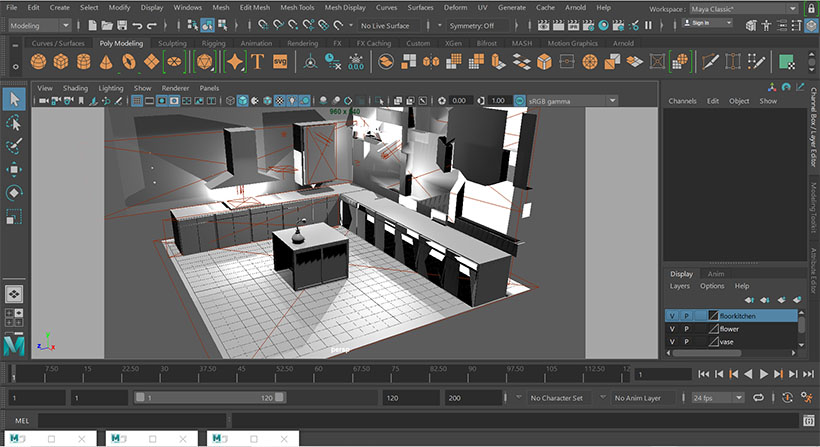 File Edit Create Select Modify Display Windows Mesh Edit Mesh Mesh Tools Mesh Display Curves Surfaces Deform UV Generate Cache Arnold Help Workspace : Maya Classic*
Modeling No Live Surface Symmetry: Off Sign In
Curves / Surfaces Poly Modeling Sculpting Rigging Animation Rendering FX FX Caching Custom XGen Bifrost MASH Motion Graphics Arnold
T svg
View Shading Lighting Show Renderer Panels
0.00 1.00 sRGB gamma
Channels Edit Object Show
960 x 540
Channel Box / Layer Editor
Modeling Toolkit
Attribute Editor
Display Anim
Layers Options Help
V P floorkitchen
V P flower
V P vase
persp
1 7.50 15 22.50 30 37.50 45 52.50 60 67.50 75 82.50 90 97.50 105 112.50 12 1
1 1 1 120 120 200 No Character Set No Anim Layer 24 fps
MEL